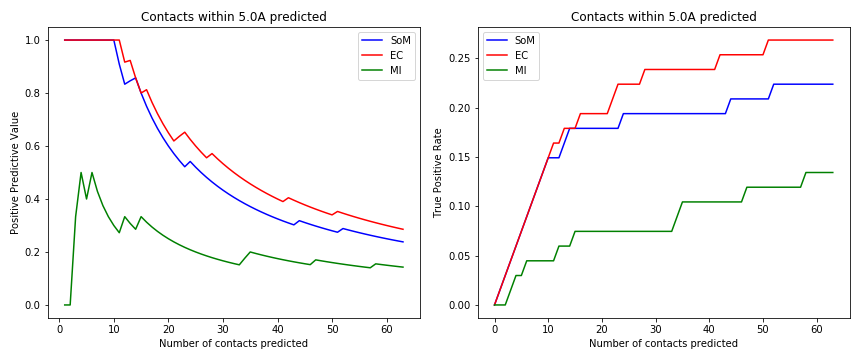 Contacts within 5.0A predicted
Positive Predictive Value
1.0
0.8
0.6
0.4
0.2
0.0
SoM
EC
MI
0 10 20 30 40 50 60
Number of contacts predicted
Contacts within 5.0A predicted
True Positive Rate
0.25
0.20
0.15
0.10
0.05
0.00
SoM
EC
MI
0 10 20 30 40 50 60
Number of contacts predicted